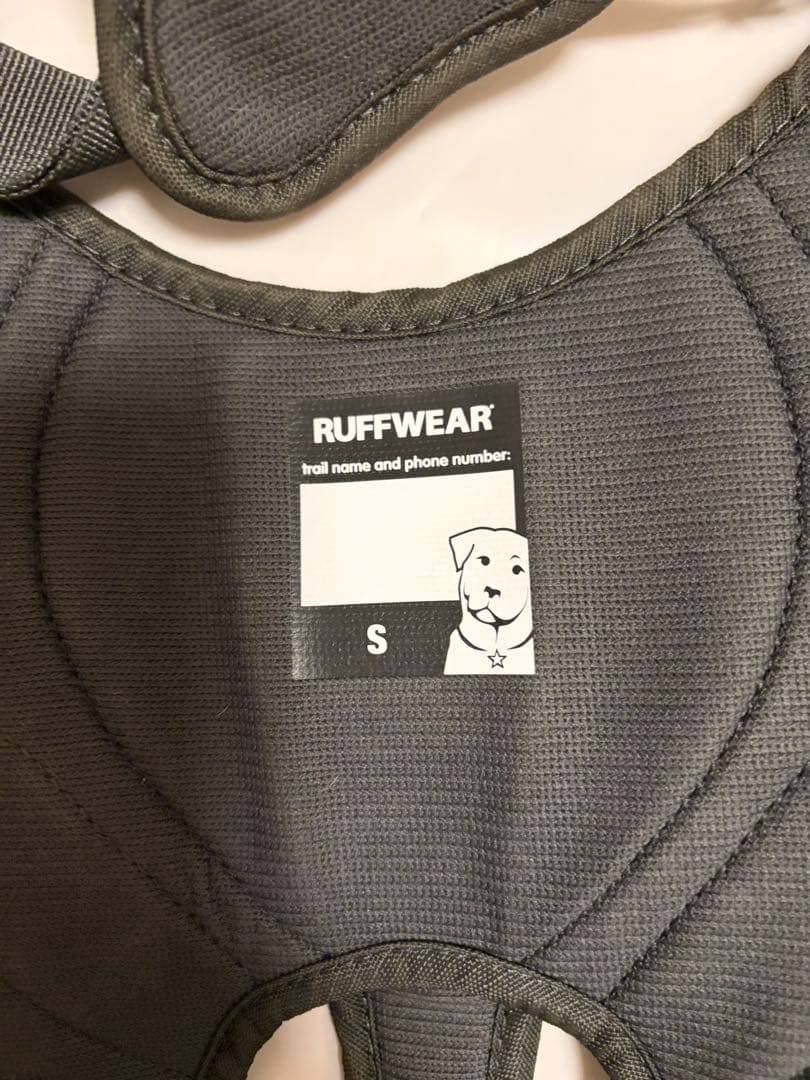 RUFFWEAR®
trail name and phone number:
S